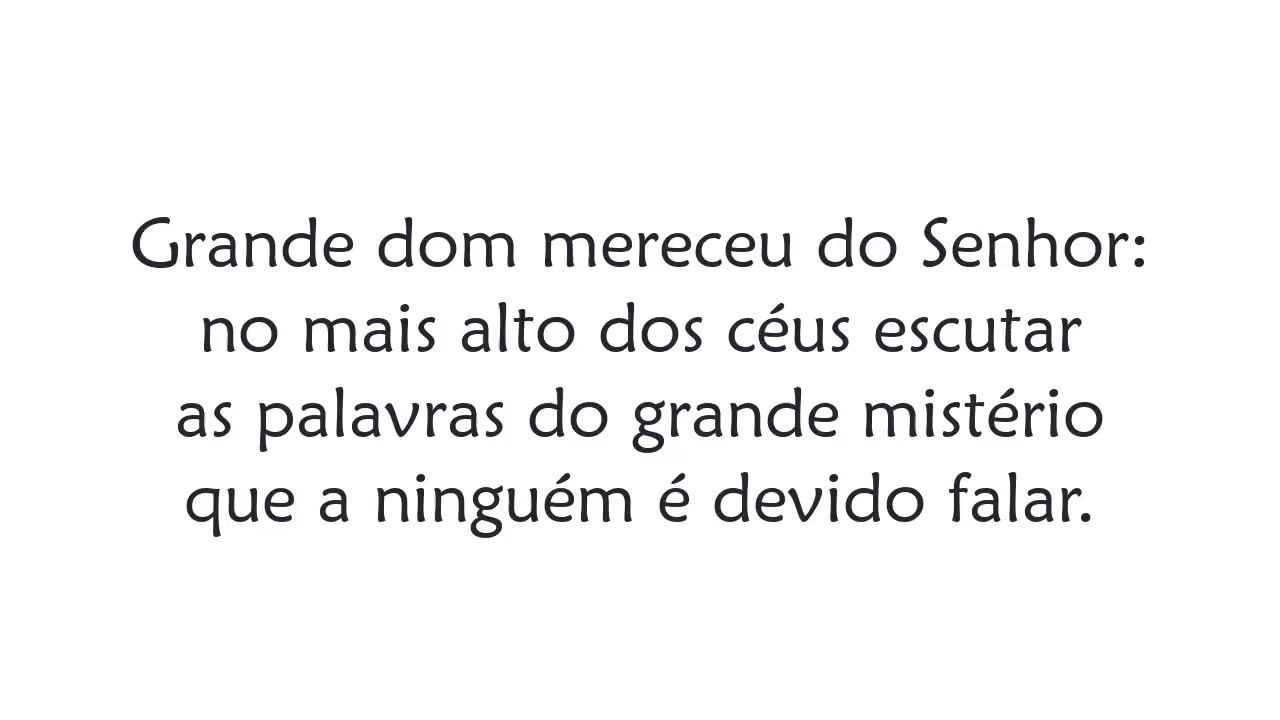 Grande dom mereceu do Senhor:
no mais alto dos céus escutar
as palavras do grande mistério
que a ninguém é devido falar.